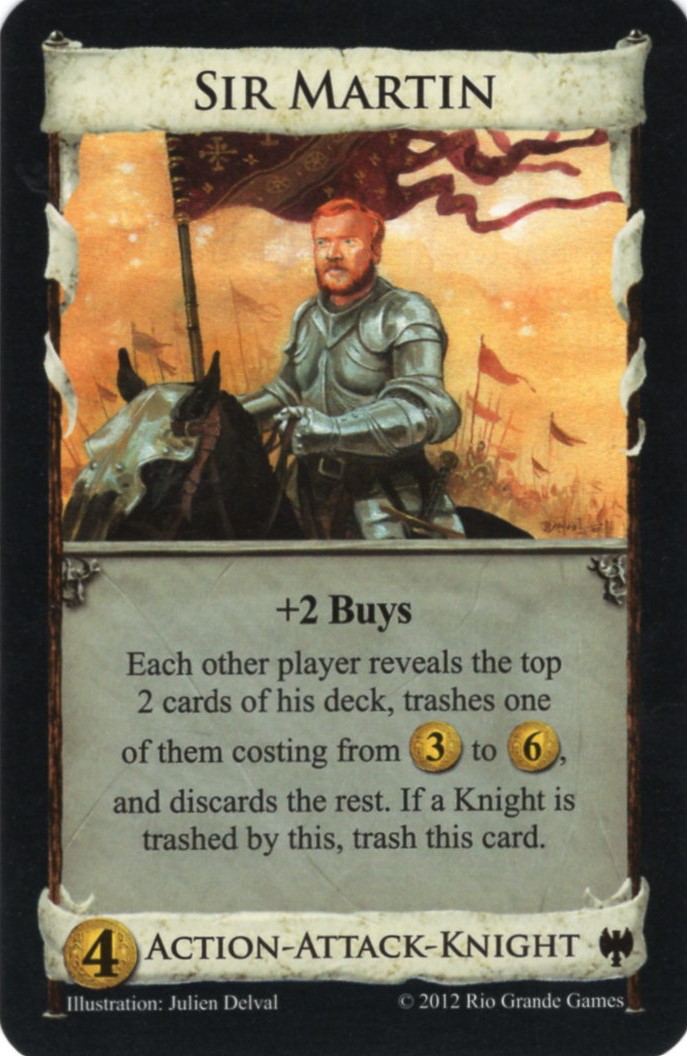 Sir Martin
+2 Buys
Each other player reveals the top
2 cards of his deck, trashes one
of them costing from 3 to 6,
and discards the rest. If a Knight is
trashed by this, trash this card.
4 Action-Attack-Knight
Illustration: Julien Delval © 2012 Rio Grande Games